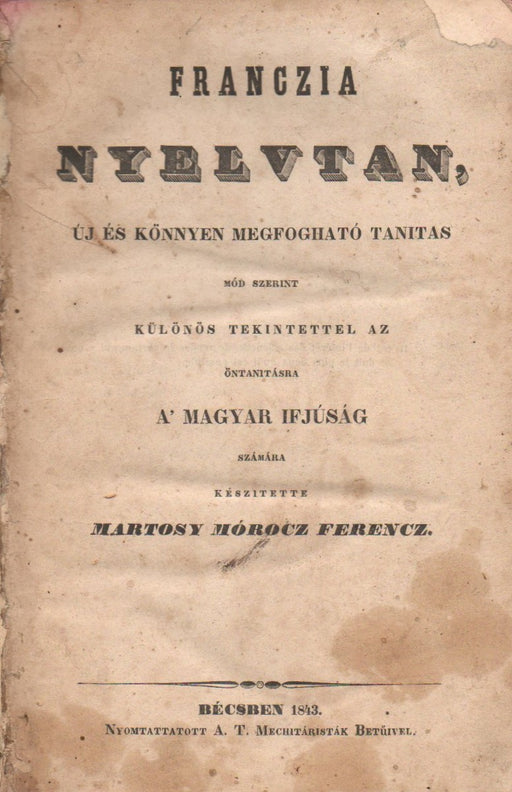 FRANCZIA
NYELVTAN,
ÚJ ÉS KÖNNYEN MEGFOGHATÓ TANITAS
MÓD SZERINT
KÜLÖNÖS TEKINTETTEL AZ
ÖNTANITÁSRA
A' MAGYAR IFJÚSÁG
SZÁMÁRA
KÉSZITETTE
MARTOSY MÓROCZ FERENCZ.
BÉCSBEN 1843.
NYOMTATTATOTT A. T. MECHITÁRISTÁK BETŰIVEL.